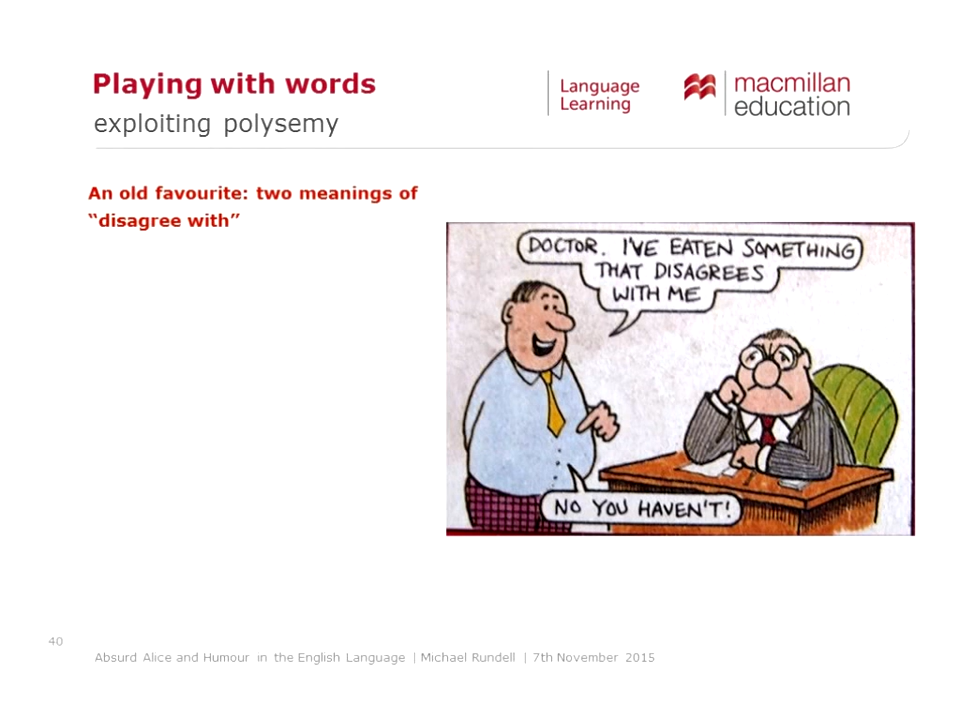 Playing with words
exploiting polysemy
Language
Learning
macmillan
education
An old favourite: two meanings of
“disagree with”
DOCTOR. I'VE EATEN SOMETHING
THAT DISAGREES
WITH ME
NO YOU HAVEN'T!
40
Absurd Alice and Humour in the English Language | Michael Rundell | 7th November 2015